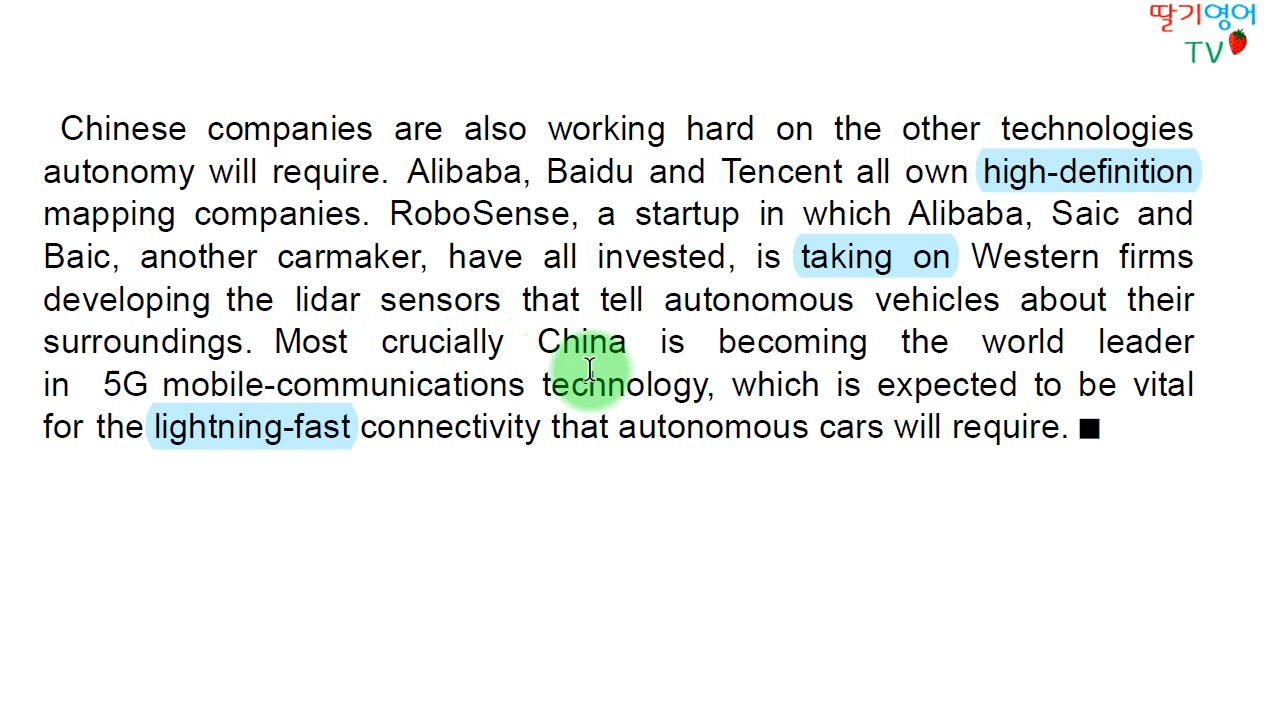 딸기영어
TV
Chinese companies are also working hard on the other technologies
autonomy will require. Alibaba, Baidu and Tencent all own high-definition
mapping companies. RoboSense, a startup in which Alibaba, Saic and
Baic, another carmaker, have all invested, is taking on Western firms
developing the lidar sensors that tell autonomous vehicles about their
surroundings. Most crucially China is becoming the world leader
in 5G mobile-communications technology, which is expected to be vital
for the lightning-fast connectivity that autonomous cars will require. ■